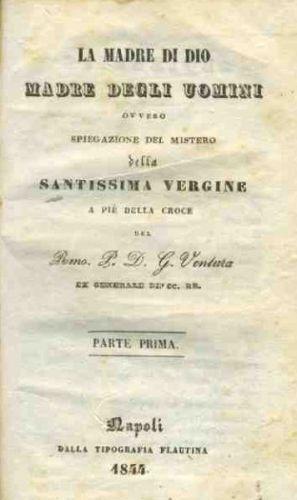 LA MADRE DI DIO
MADRE DEGLI UOMINI
OVVERO
SPIEGAZIONE DEL MISTERO
della
SANTISSIMA VERGINE
A PIÈ DELLA CROCE
DEL
Rmo. P. D. G. Ventura
EX GENERALE DE' CC. RR.
PARTE PRIMA.
Napoli
DALLA TIPOGRAFIA FLAUTINA
1844